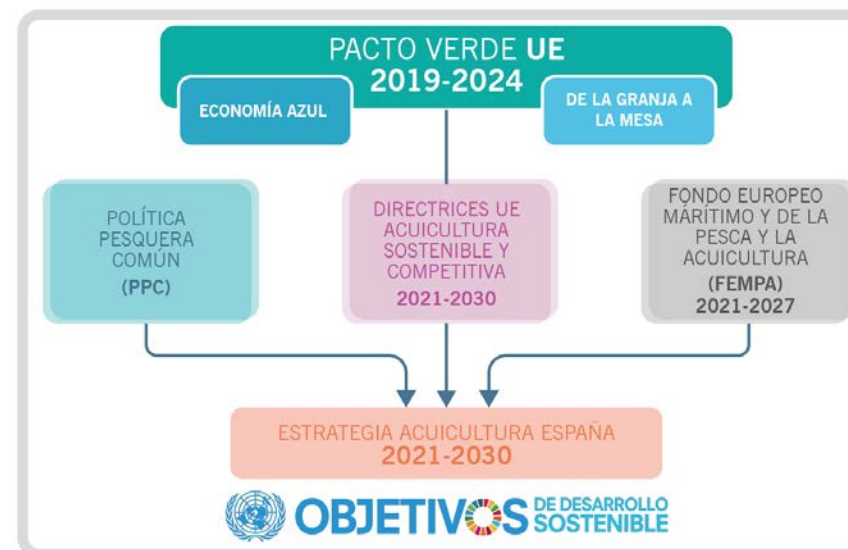 PACTO VERDE UE
2019-2024
ECONOMÍA AZUL
DE LA GRANJA A
LA MESA
POLÍTICA
PESQUERA
COMÚN
(PPC)
DIRECTRICES UE
ACUICULTURA
SOSTENIBLE Y
COMPETITIVA
2021-2030
FONDO EUROPEO
MÁRÍTIMO Y DE LA
PESCA Y LA
ACUICULTURA
(FEMPA)
2021-2027
ESTRATEGIA ACUICULTURA ESPAÑA
2021-2030
OBJETIVOS DE DESARROLLO
SOSTENIBLE